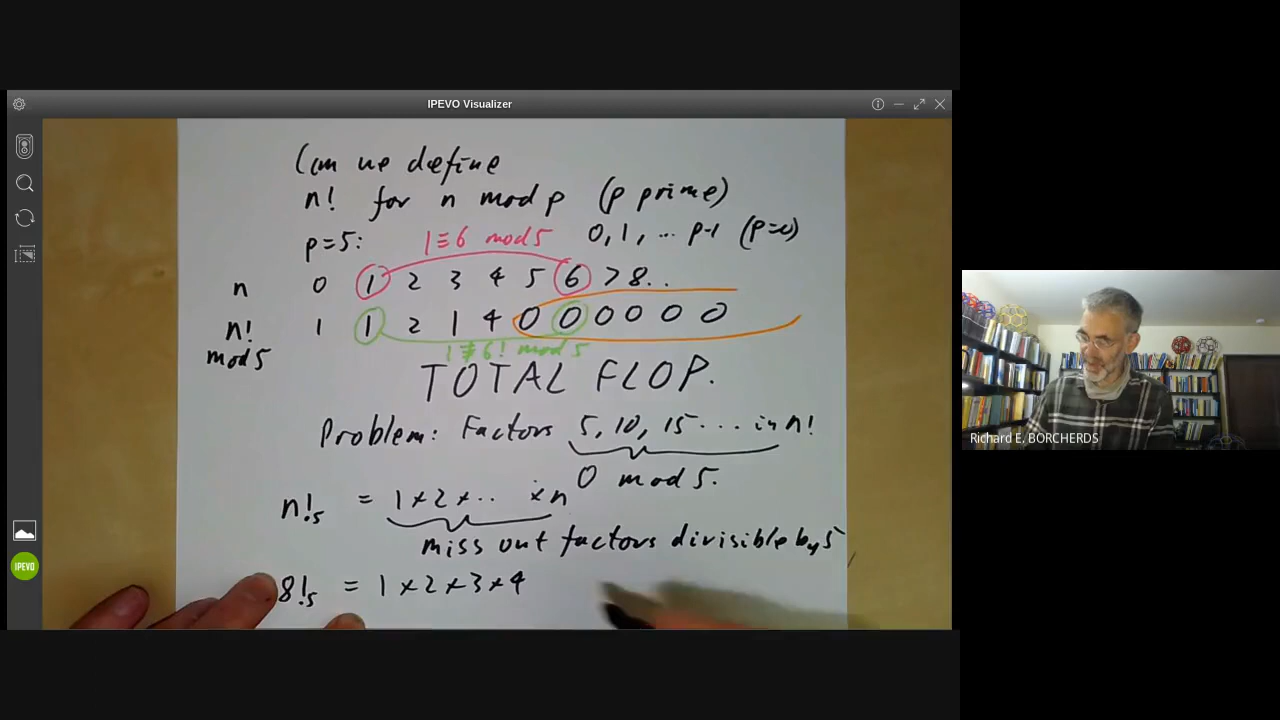 IPEVO Visualizer
Can we define
n! for n mod p (p prime)
p=5: 1≡6 mod 5 0, 1, ... p-1 (p=0)
n 0 1 2 3 4 5 6 7 8..
n! 1 1 2 1 4 0 0 0 0 0 0
mod 5 1 ≢ 6! mod 5
TOTAL FLOP.
Problem: Factors 5, 10, 15... in n!
0 mod 5.
n!₅ = 1×2×... ×n
miss out factors divisible by 5
8!₅ = 1×2×3×4
Richard E. BORCHERDS
IPEVO